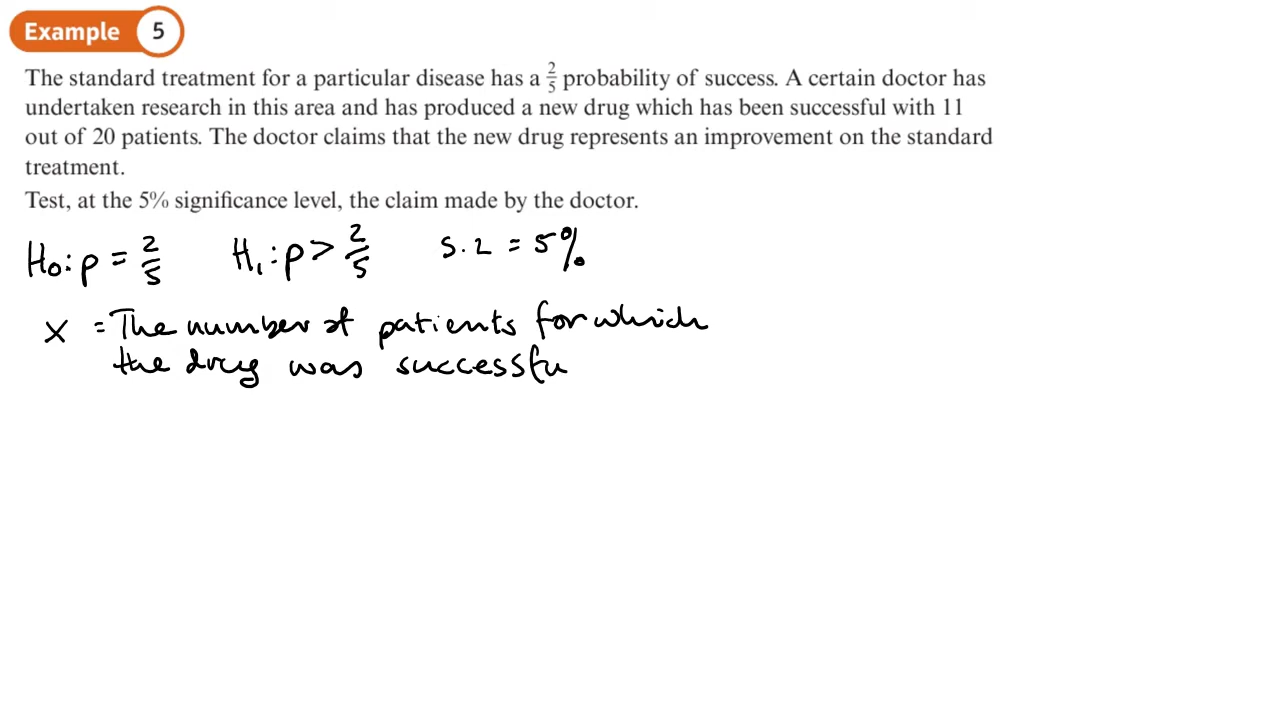 Example 5
The standard treatment for a particular disease has a 2/5 probability of success. A certain doctor has
undertaken research in this area and has produced a new drug which has been successful with 11
out of 20 patients. The doctor claims that the new drug represents an improvement on the standard
treatment.
Test, at the 5% significance level, the claim made by the doctor.
H₀: p = 2/5 H₁: p > 2/5 S.L = 5%
X = The number of patients for which
the drug was successfu